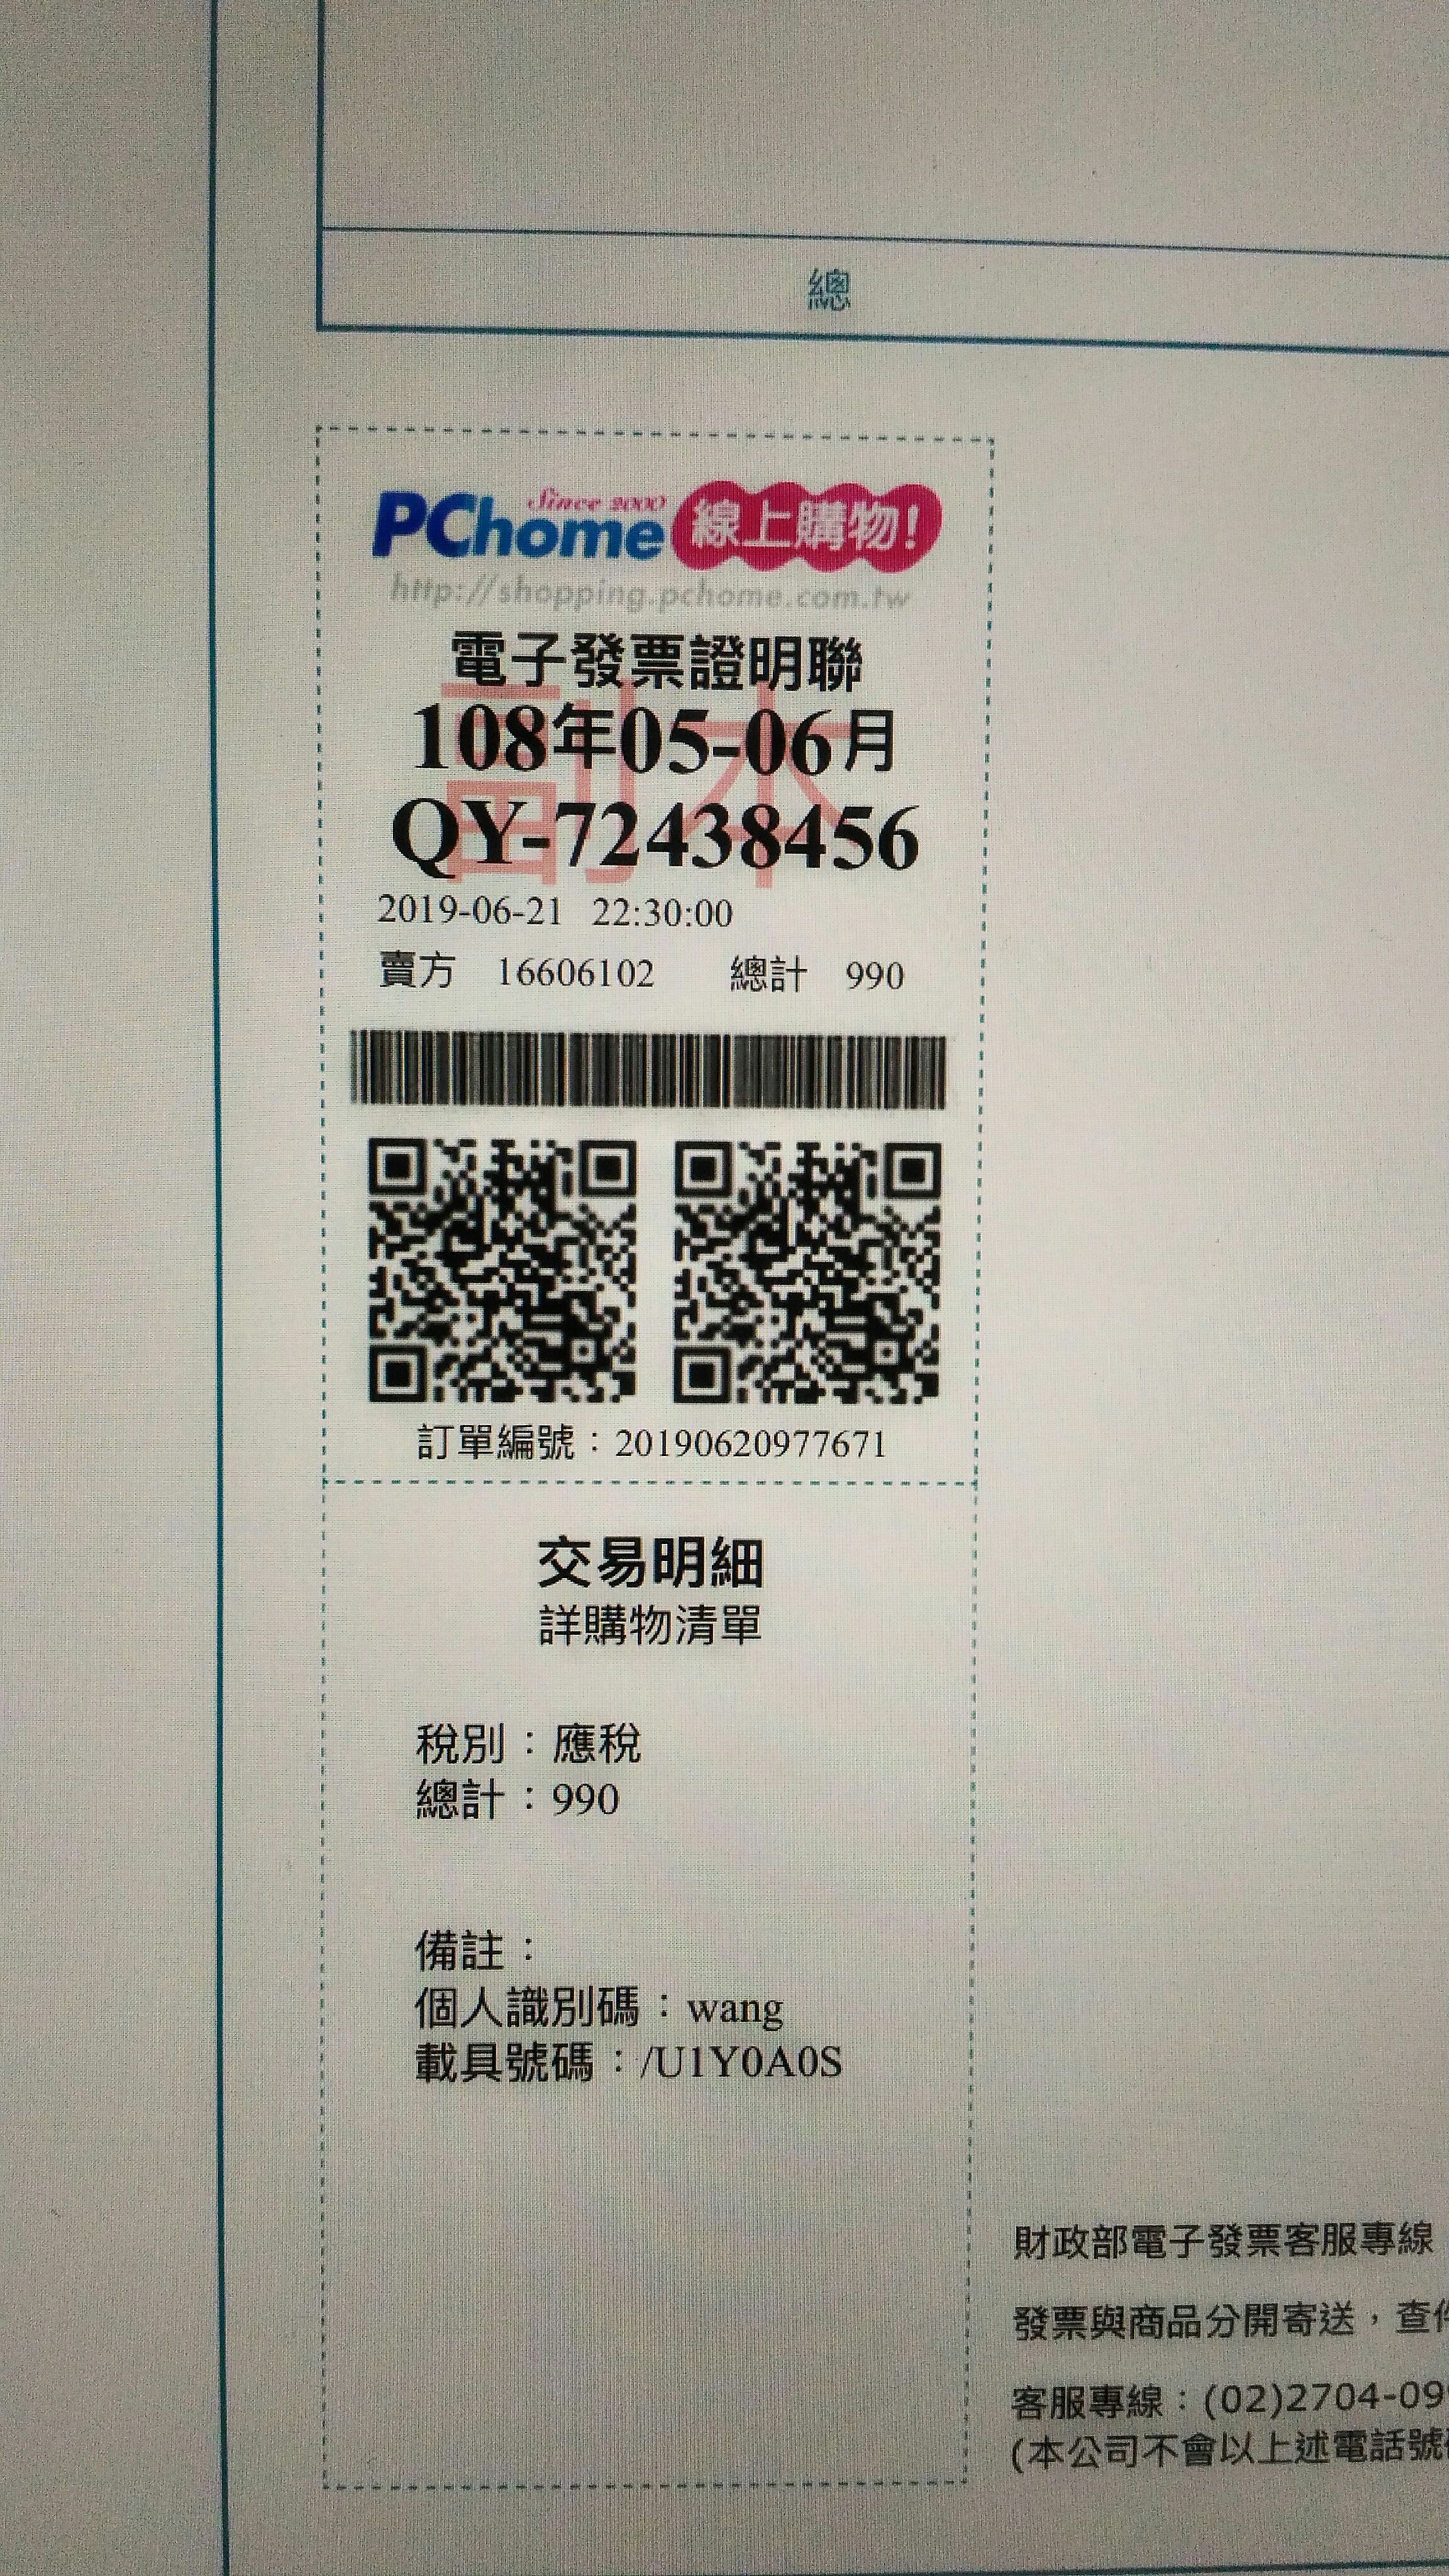 總
PChome Since 2000 線上購物!
http://shopping.pchome.com.tw
電子發票證明聯
副本
108年05-06月
QY-72438456
2019-06-21 22:30:00
賣方 16606102 總計 990
訂單編號：20190620977671
交易明細
詳購物清單
稅別：應稅
總計：990
備註：
個人識別碼：wang
載具號碼：/U1Y0A0S
財政部電子發票客服專線
發票與商品分開寄送，查
客服專線：(02)2704-09
(本公司不會以上述電話號